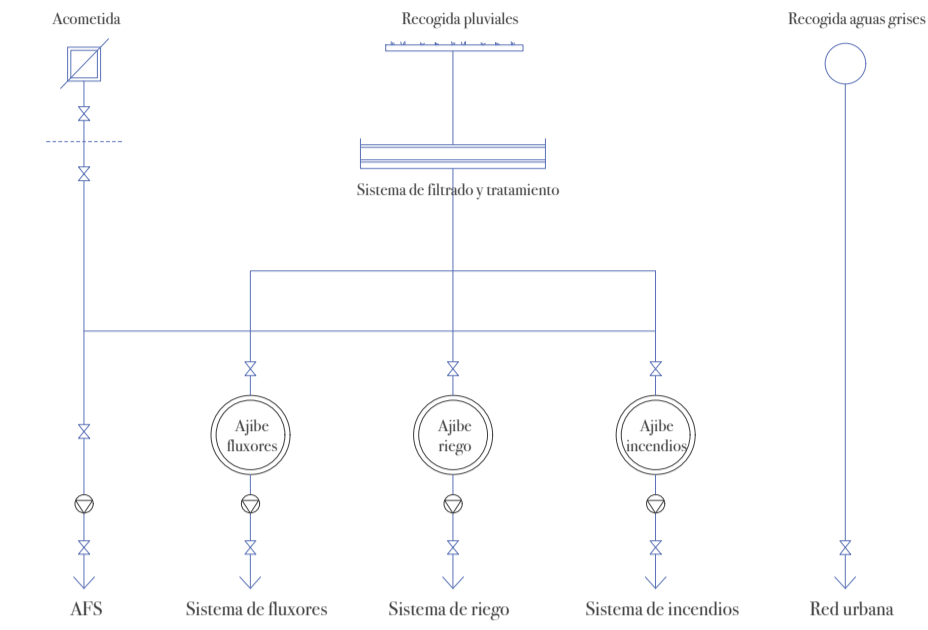 Acometida
Recogida pluviales
Recogida aguas grises
Sistema de filtrado y tratamiento
Ajibe
fluxores
Ajibe
riego
Ajibe
incendios
AFS
Sistema de fluxores
Sistema de riego
Sistema de incendios
Red urbana